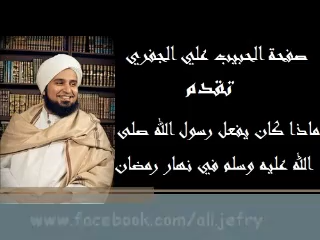 صفحة الحبيب علي الجفري
تقدم
ماذا كان يفعل رسول الله صلى
الله عليه وسلم في نهار رمضان
www.facebook.com/ali.jefry